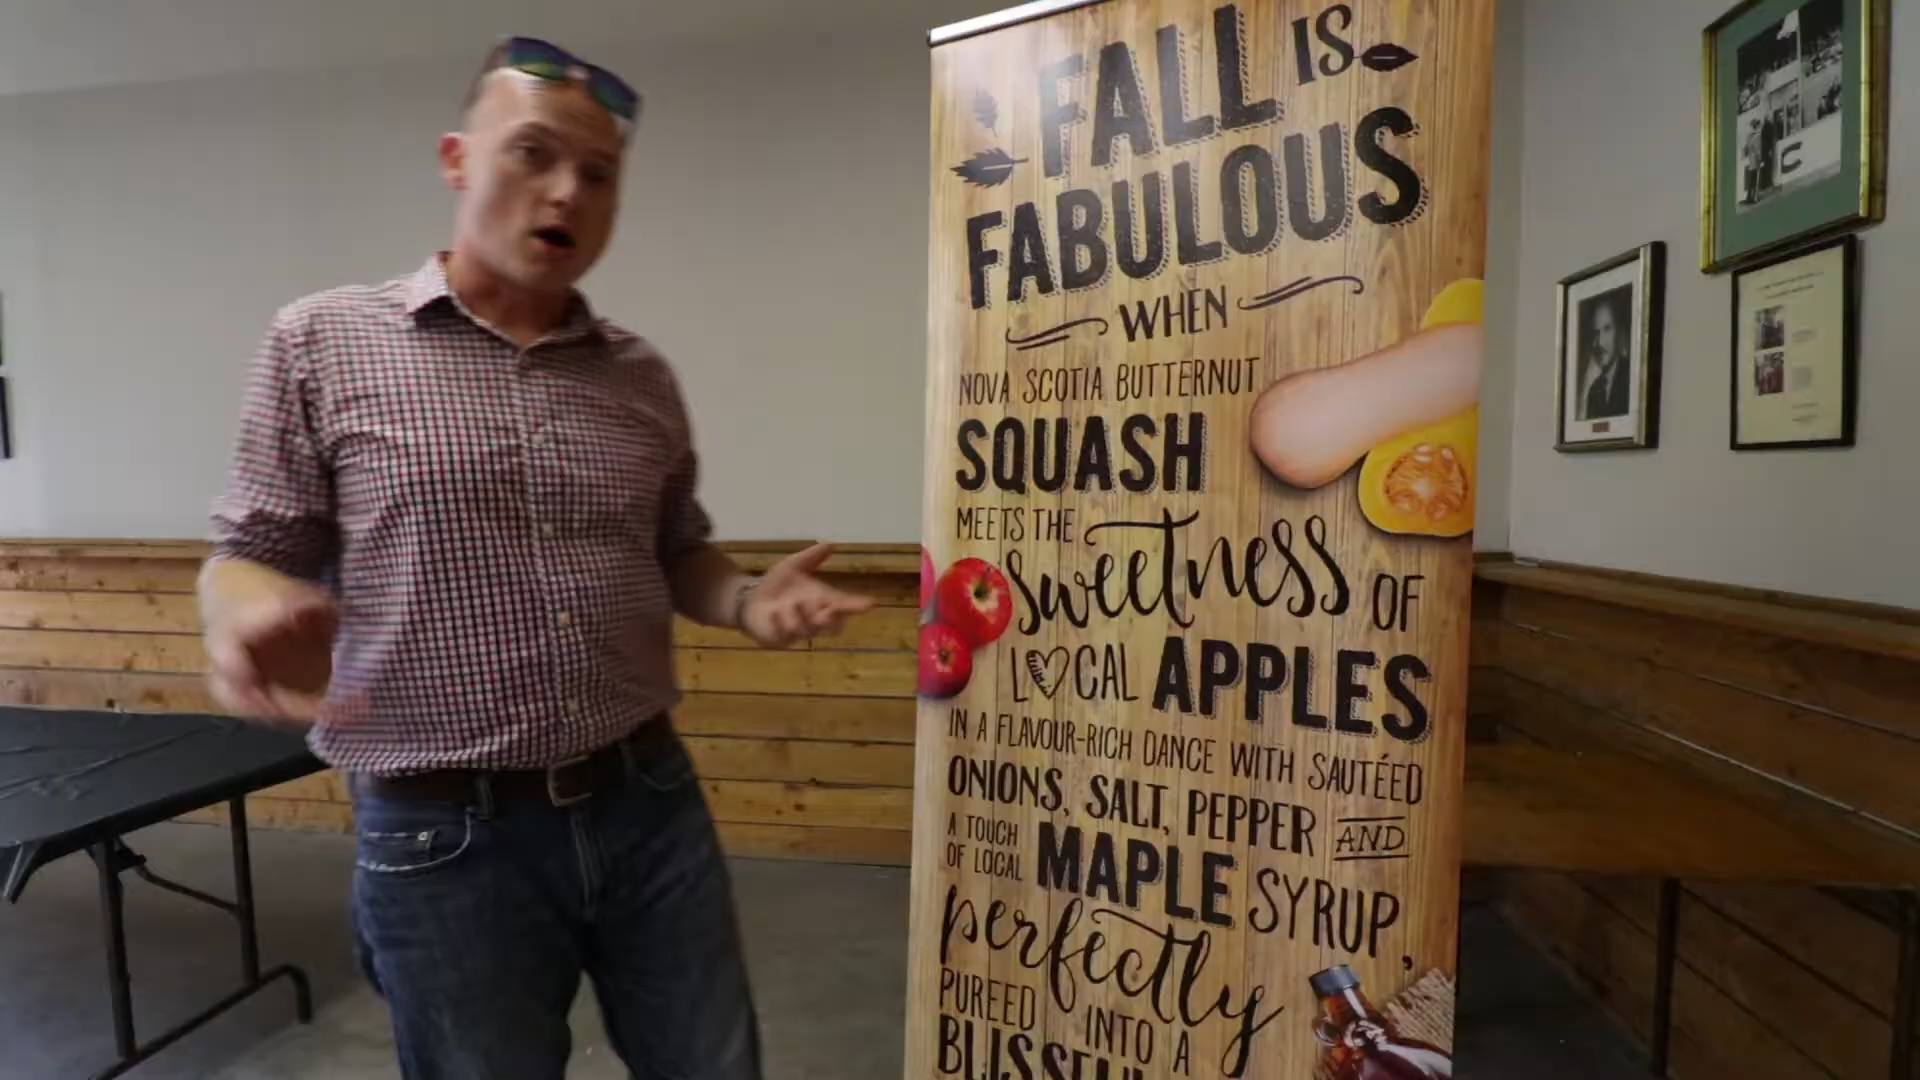 FALL IS
FABULOUS
WHEN
NOVA SCOTIA BUTTERNUT
SQUASH
MEETS THE
sweetness OF
LOCAL APPLES
IN A FLAVOUR-RICH DANCE WITH SAUTÉED
ONIONS, SALT, PEPPER AND
A TOUCH
OF LOCAL MAPLE SYRUP,
perfectly
PUREED INTO A
BLISSFUL